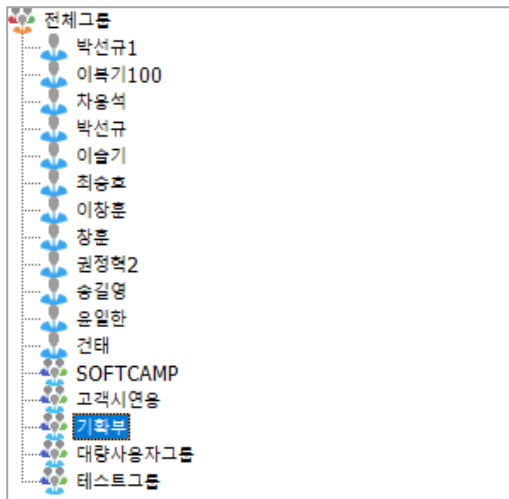 전체그룹
박선규1
이복기100
차웅석
박선규
이슬기
최승호
이창훈
창훈
권정혁2
송길영
윤일한
건태
SOFTCAMP
고객시연용
기확부
대량사용자그룹
테스트그룹